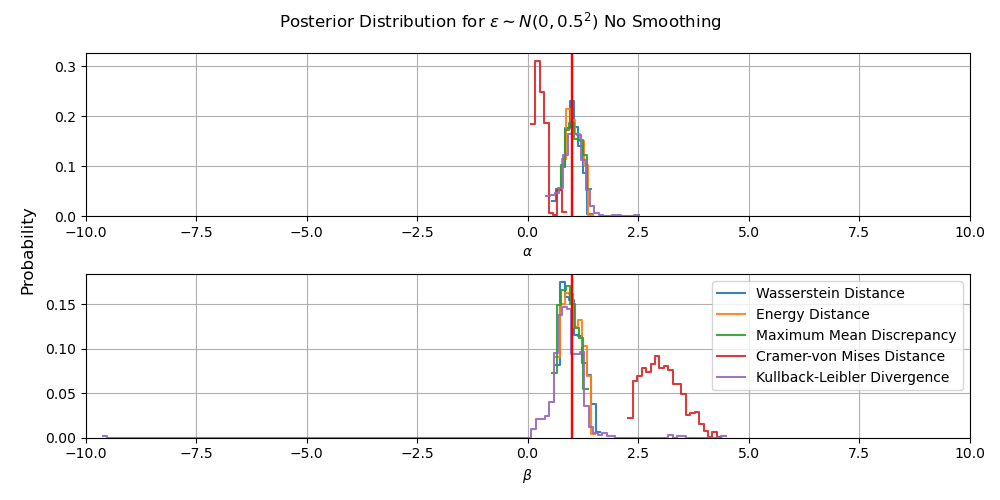 Posterior Distribution for ε ~ N(0, 0.5²) No Smoothing
Probability
0.3
0.2
0.1
0.0
−10.0 −7.5 −5.0 −2.5 0.0 2.5 5.0 7.5 10.0
α
0.15
0.10
0.05
0.00
Wasserstein Distance
Energy Distance
Maximum Mean Discrepancy
Cramer-von Mises Distance
Kullback-Leibler Divergence
−10.0 −7.5 −5.0 −2.5 0.0 2.5 5.0 7.5 10.0
β